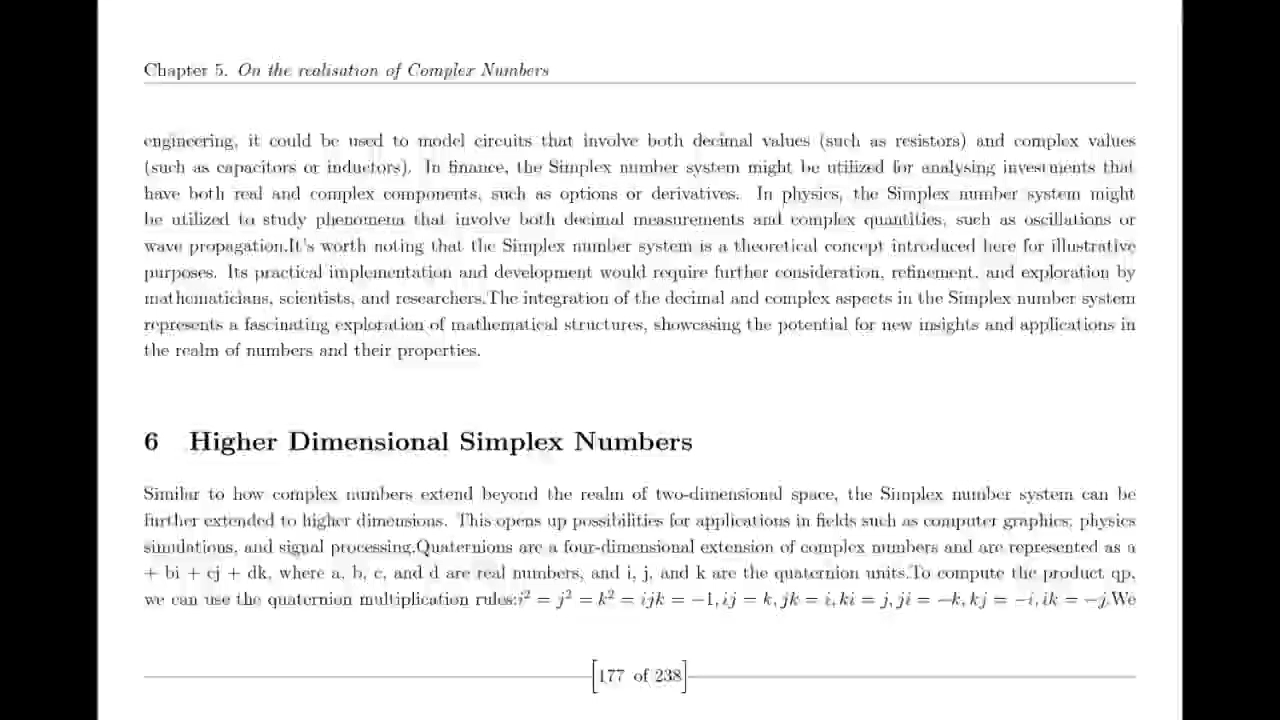 Chapter 5. On the realisation of Complex Numbers
engineering, it could be used to model circuits that involve both decimal values (such as resistors) and complex values
(such as capacitors or inductors). In finance, the Simplex number system might be utilized for analysing investments that
have both real and complex components, such as options or derivatives. In physics, the Simplex number system might
be utilized to study phenomena that involve both decimal measurements and complex quantities, such as oscillations or
wave propagation.It's worth noting that the Simplex number system is a theoretical concept introduced here for illustrative
purposes. Its practical implementation and development would require further consideration, refinement, and exploration by
mathematicians, scientists, and researchers.The integration of the decimal and complex aspects in the Simplex number system
represents a fascinating exploration of mathematical structures, showcasing the potential for new insights and applications in
the realm of numbers and their properties.
6 Higher Dimensional Simplex Numbers
Similar to how complex numbers extend beyond the realm of two-dimensional space, the Simplex number system can be
further extended to higher dimensions. This opens up possibilities for applications in fields such as computer graphics, physics
simulations, and signal processing.Quaternions are a four-dimensional extension of complex numbers and are represented as a
+ bi + cj + dk, where a, b, c, and d are real numbers, and i, j, and k are the quaternion units.To compute the product qp,
we can use the quaternion multiplication rules:i² = j² = k² = ijk = −1, ij = k, jk = i, ki = j, ji = −k, kj = −i, ik = −j.We
[177 of 238]